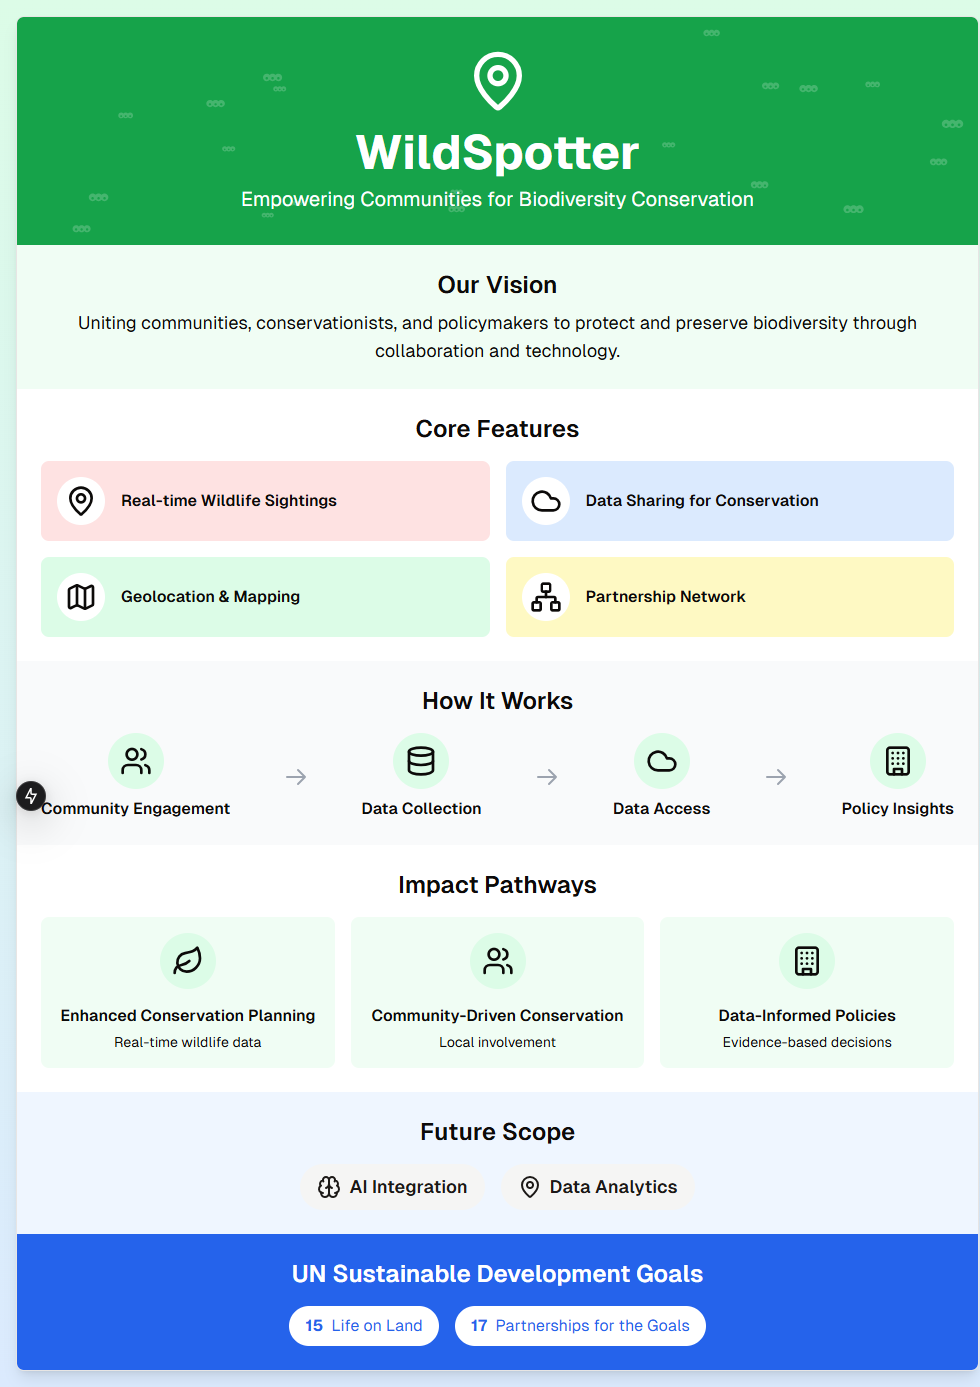 WildSpotter
Empowering Communities for Biodiversity Conservation
Our Vision
Uniting communities, conservationists, and policymakers to protect and preserve biodiversity through
collaboration and technology.
Core Features
Real-time Wildlife Sightings
Data Sharing for Conservation
Geolocation & Mapping
Partnership Network
How It Works
Community Engagement
Data Collection
Data Access
Policy Insights
Impact Pathways
Enhanced Conservation Planning
Real-time wildlife data
Community-Driven Conservation
Local involvement
Data-Informed Policies
Evidence-based decisions
Future Scope
AI Integration
Data Analytics
UN Sustainable Development Goals
15 Life on Land
17 Partnerships for the Goals